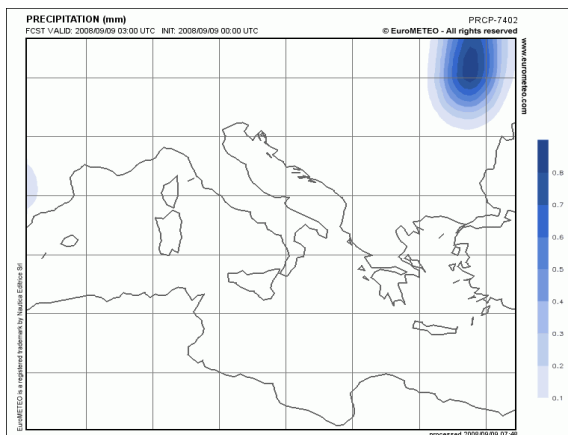 PRECIPITATION (mm)
PRCP-7402
FCST VALID: 2008/09/09 03:00 UTC INIT: 2008/09/09 00:00 UTC
© EuroMETEO - All rights reserved
www.eurometeo.com
0.8
0.7
0.6
0.5
0.4
0.3
0.2
0.1
EuroMETEO is a registered trademark by Nautica Editrice Srl
processed 2008/09/09 07:48